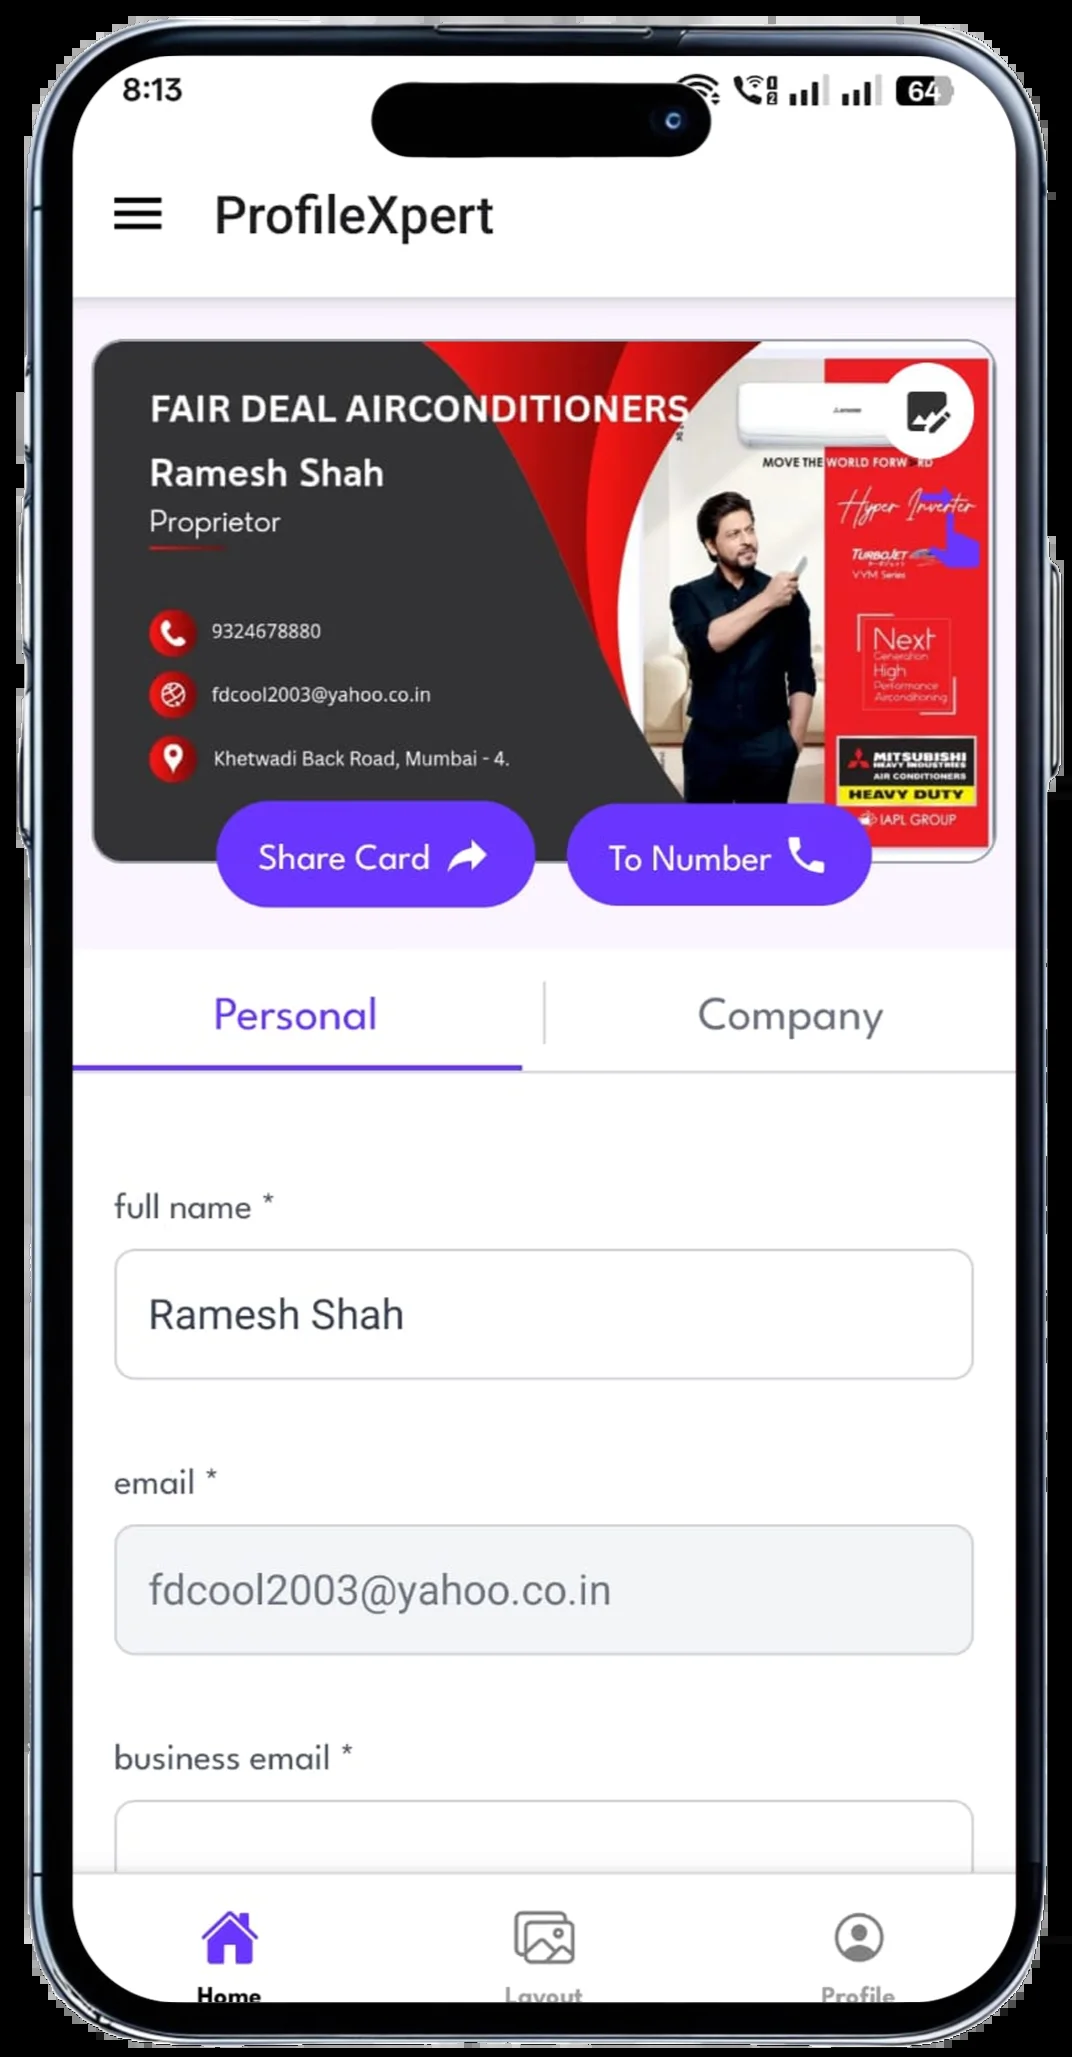 8:13
64
ProfileXpert
FAIR DEAL AIRCONDITIONERS
Ramesh Shah
Proprietor
9324678880
fdcool2003@yahoo.co.in
Khetwadi Back Road, Mumbai - 4.
MOVE THE WORLD FORW RD
Hyper Inverter
TURBOJET
VYM Series
Next
Generation
High
Performance
Airconditioning
MITSUBISHI
HEAVY INDUSTRIES
AIR CONDITIONERS
HEAVY DUTY
IAPL GROUP
Share Card
To Number
Personal
Company
full name *
Ramesh Shah
email *
fdcool2003@yahoo.co.in
business email *
Home
Layout
Profile